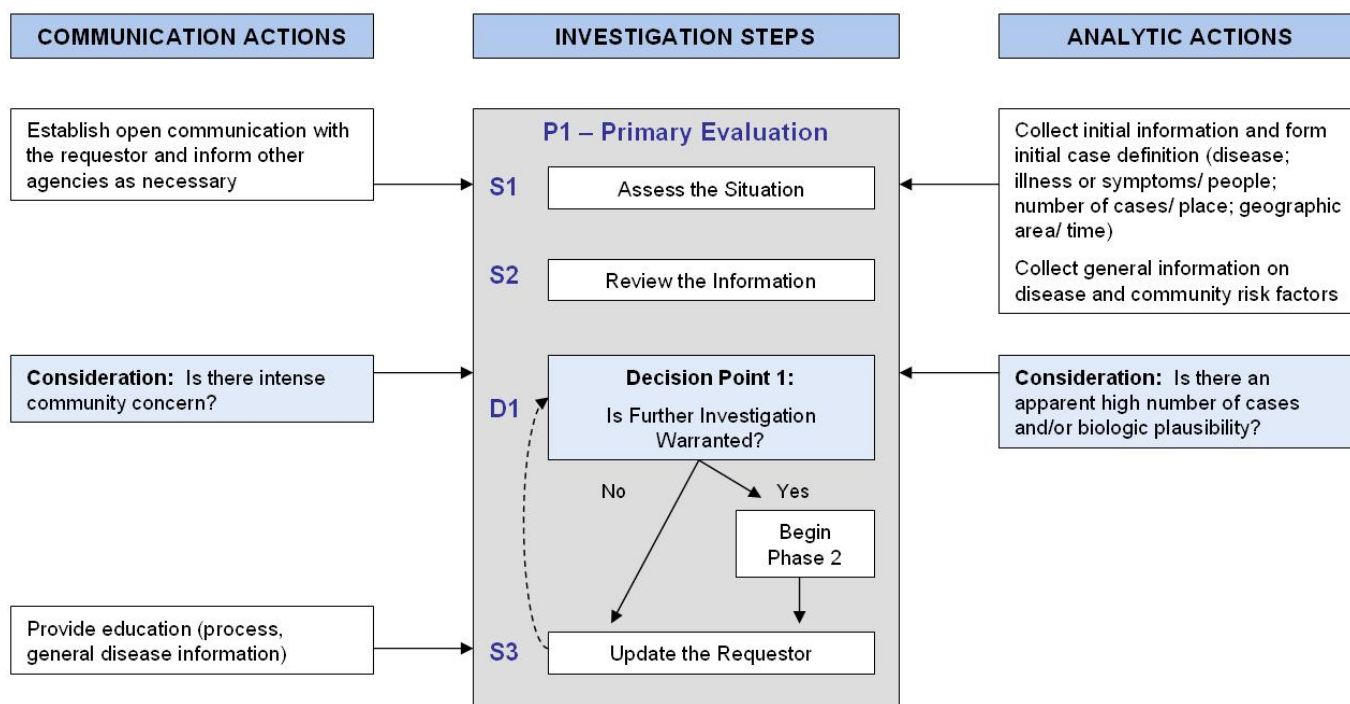 COMMUNICATION ACTIONS
INVESTIGATION STEPS
ANALYTIC ACTIONS
Establish open communication with
the requestor and inform other
agencies as necessary
P1 – Primary Evaluation
S1
Assess the Situation
Collect initial information and form
initial case definition (disease;
illness or symptoms/ people;
number of cases/ place; geographic
area/ time)
Collect general information on
disease and community risk factors
S2
Review the Information
Consideration: Is there intense
community concern?
D1
Decision Point 1:
Is Further Investigation
Warranted?
Consideration: Is there an
apparent high number of cases
and/or biologic plausibility?
No
Yes
Begin
Phase 2
Provide education (process,
general disease information)
S3
Update the Requestor